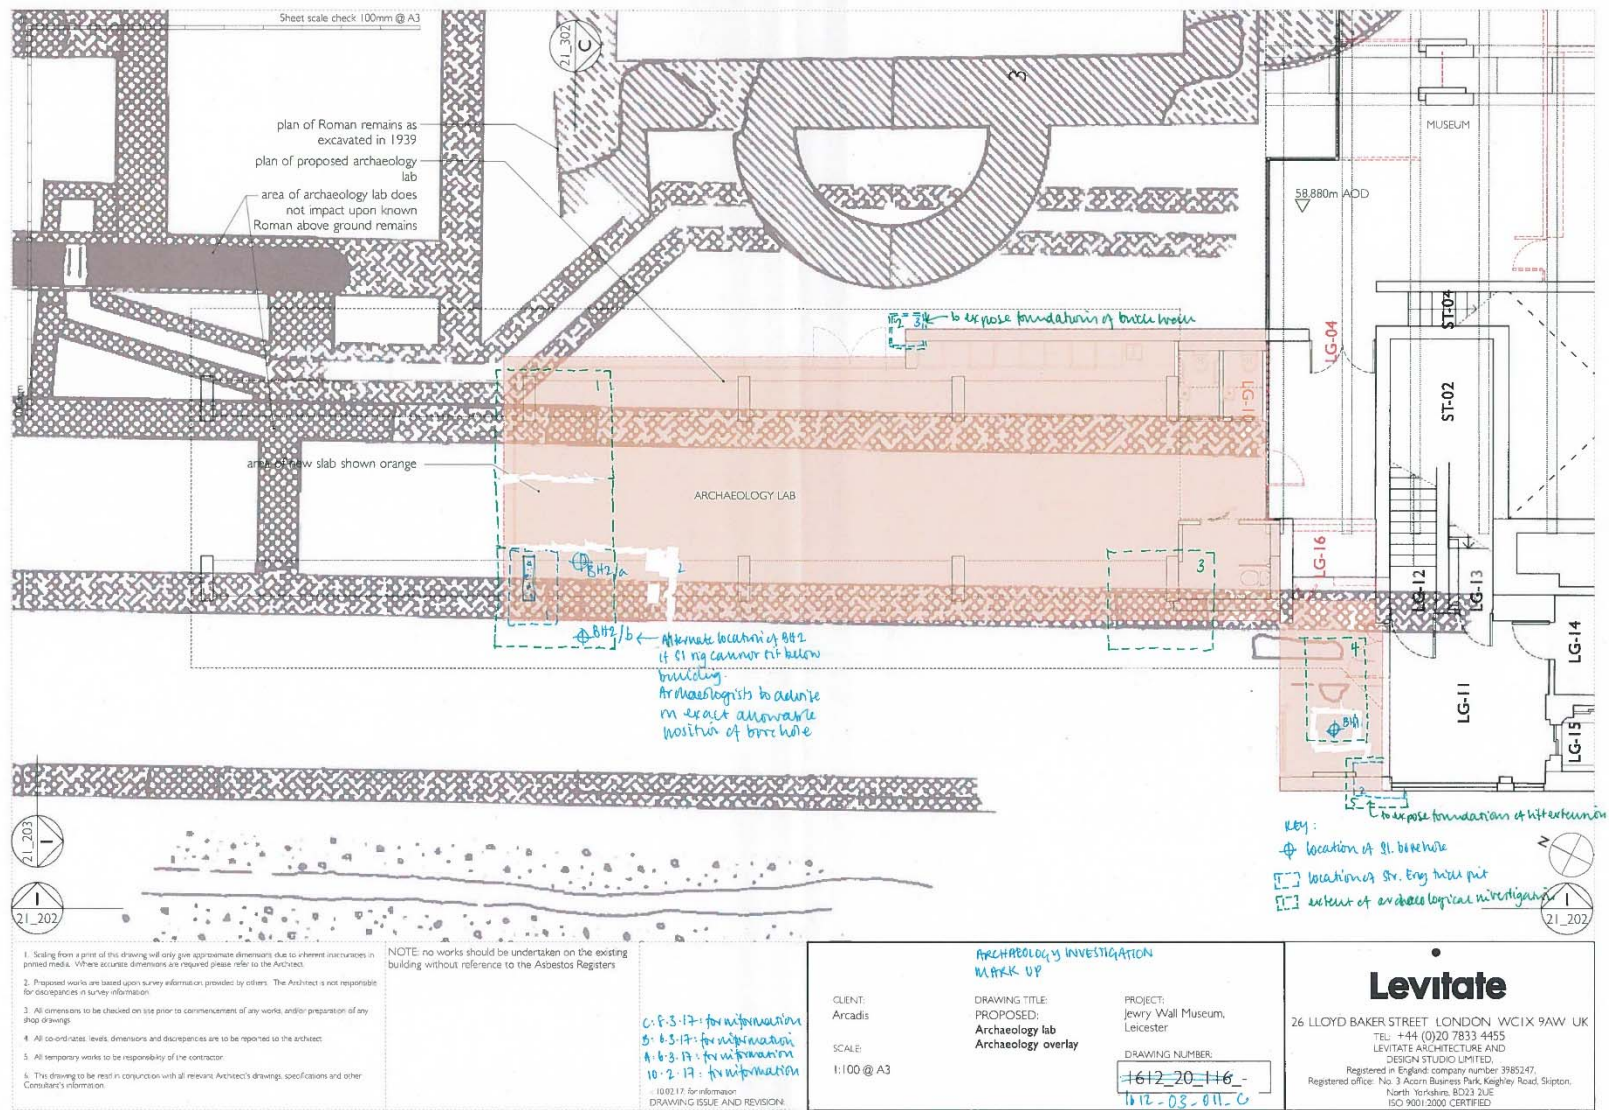 Sheet scale check 100mm @ A3
21_302
C
3
plan of Roman remains as
excavated in 1939
plan of proposed archaeology
lab
area of archaeology lab does
not impact upon known
Roman above ground remains
MUSEUM
58.880m AOD
ST-04
LG-04
ST-02
2 3
to expose foundations of brick wall
LG-10
1
area of new slab shown orange
ARCHAEOLOGY LAB
LG-16
LG-12
LG-13
LG-14
LG-11
LG-15
BH2/a
2
3
4
BH2/b
Alternate location of BH2
if SI rig cannot fit below
building.
Archaeologists to advise
on exact allowable
position of borehole
BH1
2
5
to expose foundations of lift extension
KEY:
location of SI. borehole
location of Str. Eng trial pit
extent of archaeological investigation
N
21_203
1
1
21_202
1
21_202
1. Scaling from a print of this drawing will only give approximate dimensions due to inherent inaccuracies in
printed media. Where accurate dimensions are required please refer to the Architect.
2. Proposed works are based upon survey information provided by others. The Architect is not responsible
for discrepancies in survey information
3. All dimensions to be checked on site prior to commencement of any works, and/or preparation of any
shop drawings
4. All co-ordinates, levels, dimensions and discrepancies are to be reported to the architect
5. All temporary works to be responsibility of the contractor
6. This drawing to be read in conjunction with all relevant Architect's drawings, specifications and other
Consultant's information.
NOTE: no works should be undertaken on the existing
building without reference to the Asbestos Registers
C: 8.3.17: for information
B: 6.3.17: for information
A: 6.3.17: for information
10.2.17: for information
- 10.02.17 for information
DRAWING ISSUE AND REVISION:
ARCHAEOLOGY INVESTIGATION
MARK UP
CLIENT:
Arcadis
SCALE:
1:100 @ A3
DRAWING TITLE:
PROPOSED:
Archaeology lab
Archaeology overlay
PROJECT:
Jewry Wall Museum,
Leicester
DRAWING NUMBER:
1612_20_116_-
1612-03-011-C
Levitate
26 LLOYD BAKER STREET LONDON WC1X 9AW UK
TEL: +44 (0)20 7833 4455
LEVITATE ARCHITECTURE AND
DESIGN STUDIO LIMITED,
Registered in England: company number 3985247,
Registered office: No. 3 Acorn Business Park, Keighley Road, Skipton,
North Yorkshire, BD23 2UE
ISO 9001:2000 CERTIFIED